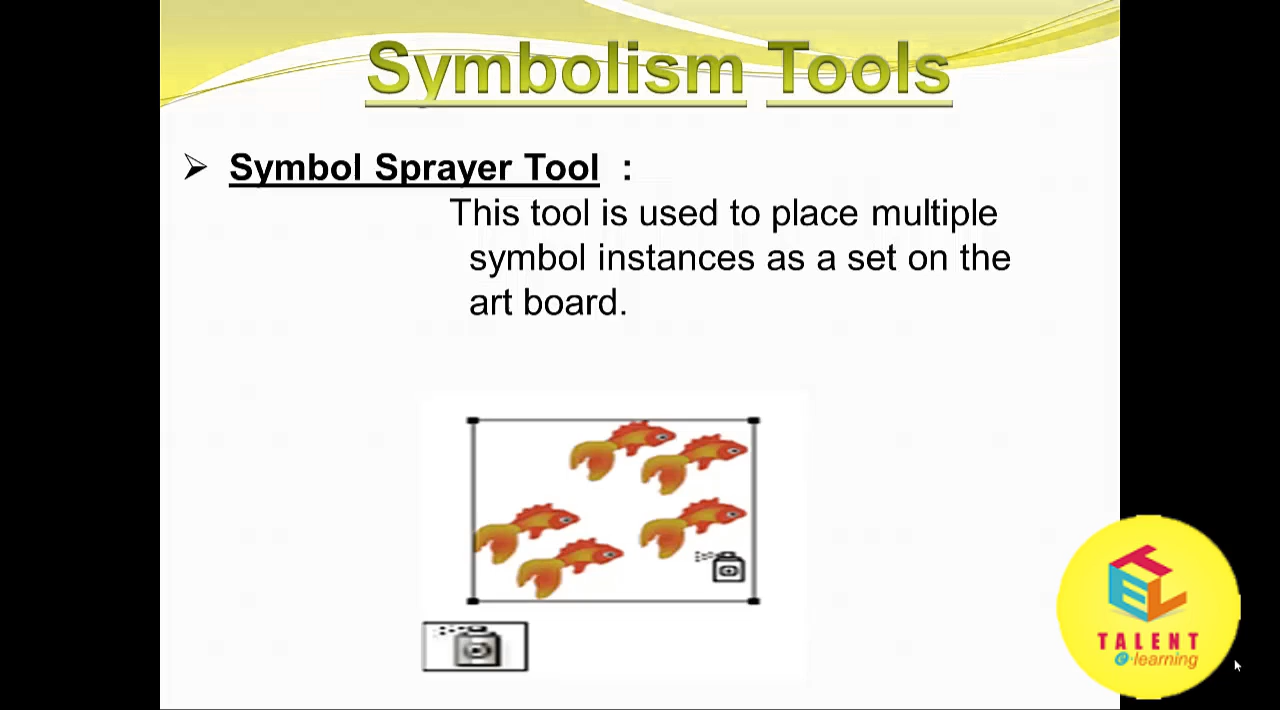 Symbolism Tools
➢ Symbol Sprayer Tool :
This tool is used to place multiple
symbol instances as a set on the
art board.
TEL
TALENT
e-learning